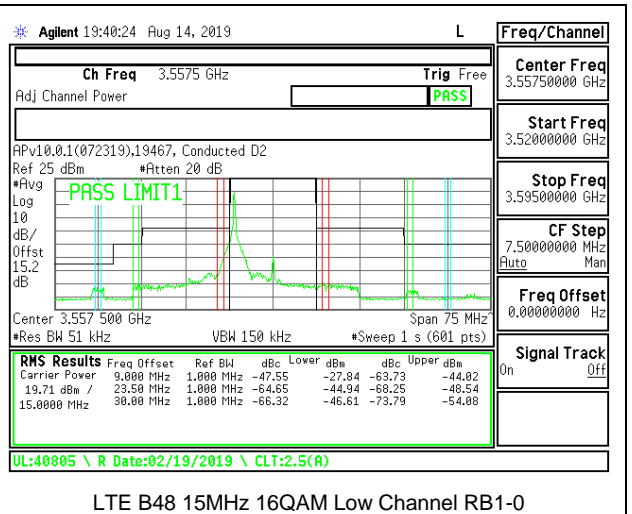 Agilent 19:40:24 Aug 14, 2019 L
Freq/Channel
Ch Freq 3.5575 GHz Trig Free
Adj Channel Power PASS
APv10.0.1(072319),19467, Conducted D2
Ref 25 dBm #Atten 20 dB
#Avg
Log
10
dB/
Offst
15.2
dB
PASS LIMIT1
Center 3.557 500 GHz Span 75 MHz^
#Res BW 51 kHz VBW 150 kHz #Sweep 1 s (601 pts)
RMS Results Freq Offset Ref BW dBc Lower dBm dBc Upper dBm
Carrier Power 9.000 MHz 1.000 MHz -47.55 -27.84 -63.73 -44.02
19.71 dBm / 23.50 MHz 1.000 MHz -64.65 -44.94 -68.25 -48.54
15.0000 MHz 30.00 MHz 1.000 MHz -66.32 -46.61 -73.79 -54.08
UL:40805 \ R Date:02/19/2019 \ CLT:2.5(A)
Center Freq
3.55750000 GHz
Start Freq
3.52000000 GHz
Stop Freq
3.59500000 GHz
CF Step
7.50000000 MHz
Auto Man
Freq Offset
0.00000000 Hz
Signal Track
On Off
LTE B48 15MHz 16QAM Low Channel RB1-0